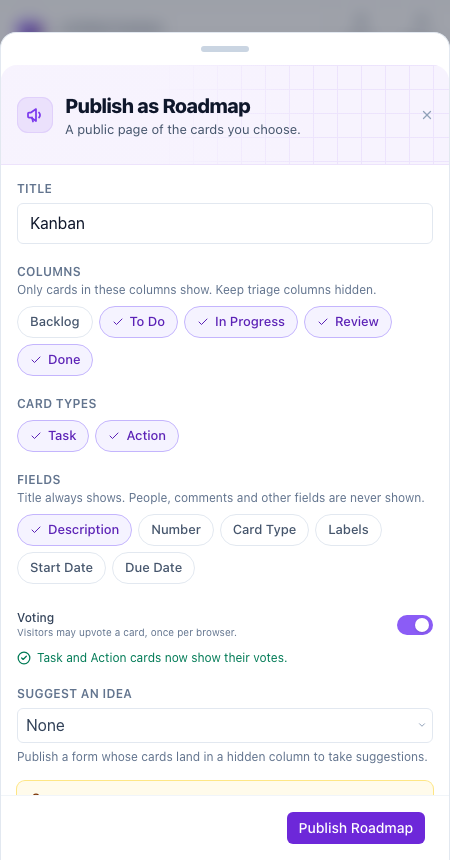 Publish as Roadmap
A public page of the cards you choose.
TITLE
Kanban
COLUMNS
Only cards in these columns show. Keep triage columns hidden.
Backlog
To Do
In Progress
Review
Done
CARD TYPES
Task
Action
FIELDS
Title always shows. People, comments and other fields are never shown.
Description
Number
Card Type
Labels
Start Date
Due Date
Voting
Visitors may upvote a card, once per browser.
Task and Action cards now show their votes.
SUGGEST AN IDEA
None
Publish a form whose cards land in a hidden column to take suggestions.
Publish Roadmap